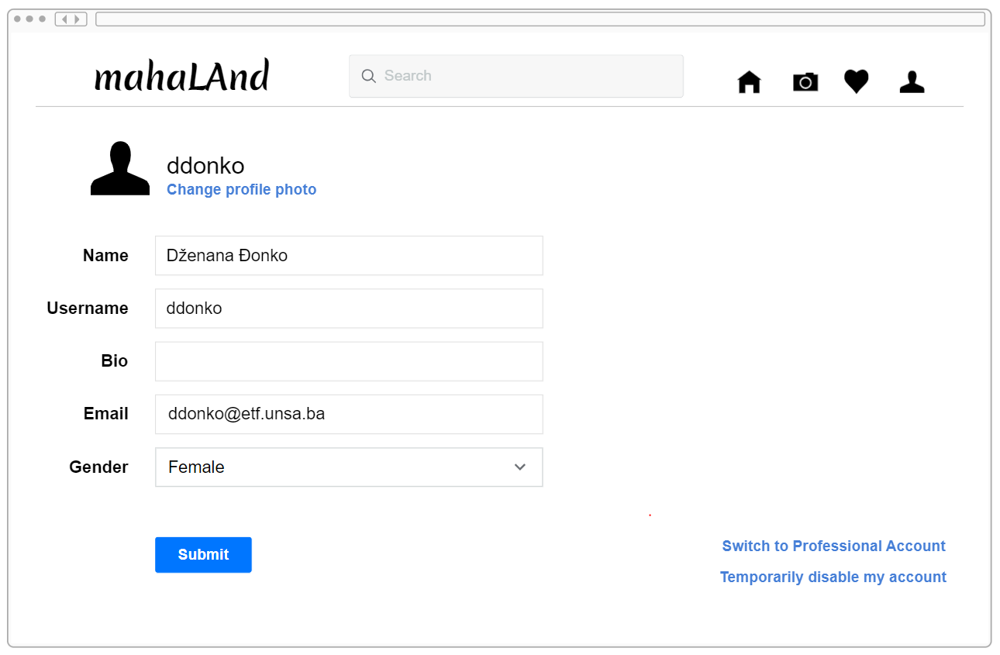 mahaLAnd
Search
ddonko
Change profile photo
Name
Dženana Đonko
Username
ddonko
Bio
Email
ddonko@etf.unsa.ba
Gender
Female
Submit
Switch to Professional Account
Temporarily disable my account